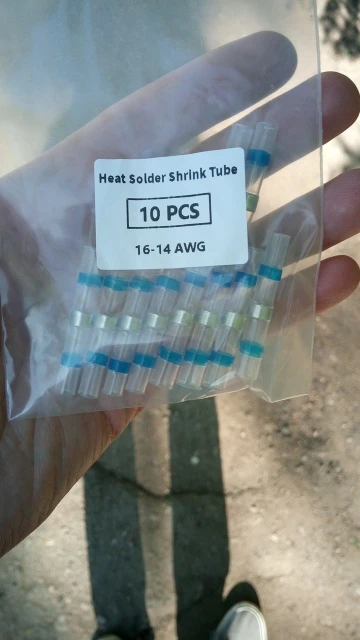 Heat Solder Shrink Tube
10 PCS
16-14 AWG